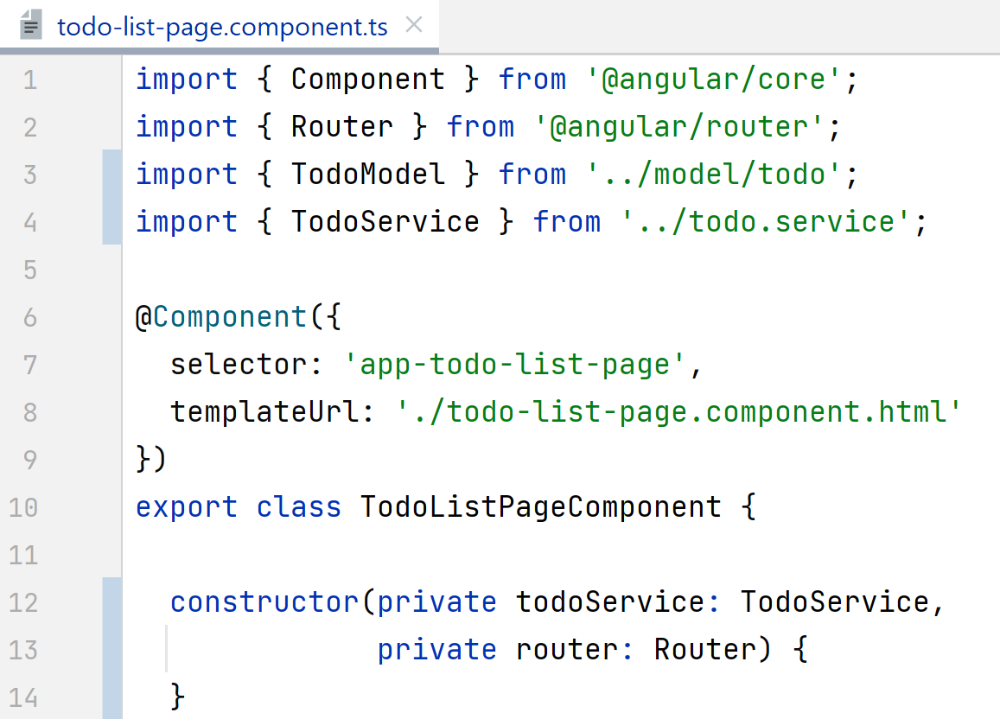 todo-list-page.component.ts
1 import { Component } from '@angular/core';
2 import { Router } from '@angular/router';
3 import { TodoModel } from '../model/todo';
4 import { TodoService } from '../todo.service';
5
6 @Component({
7   selector: 'app-todo-list-page',
8   templateUrl: './todo-list-page.component.html'
9 })
10 export class TodoListPageComponent {
11
12   constructor(private todoService: TodoService,
13               private router: Router) {
14   }